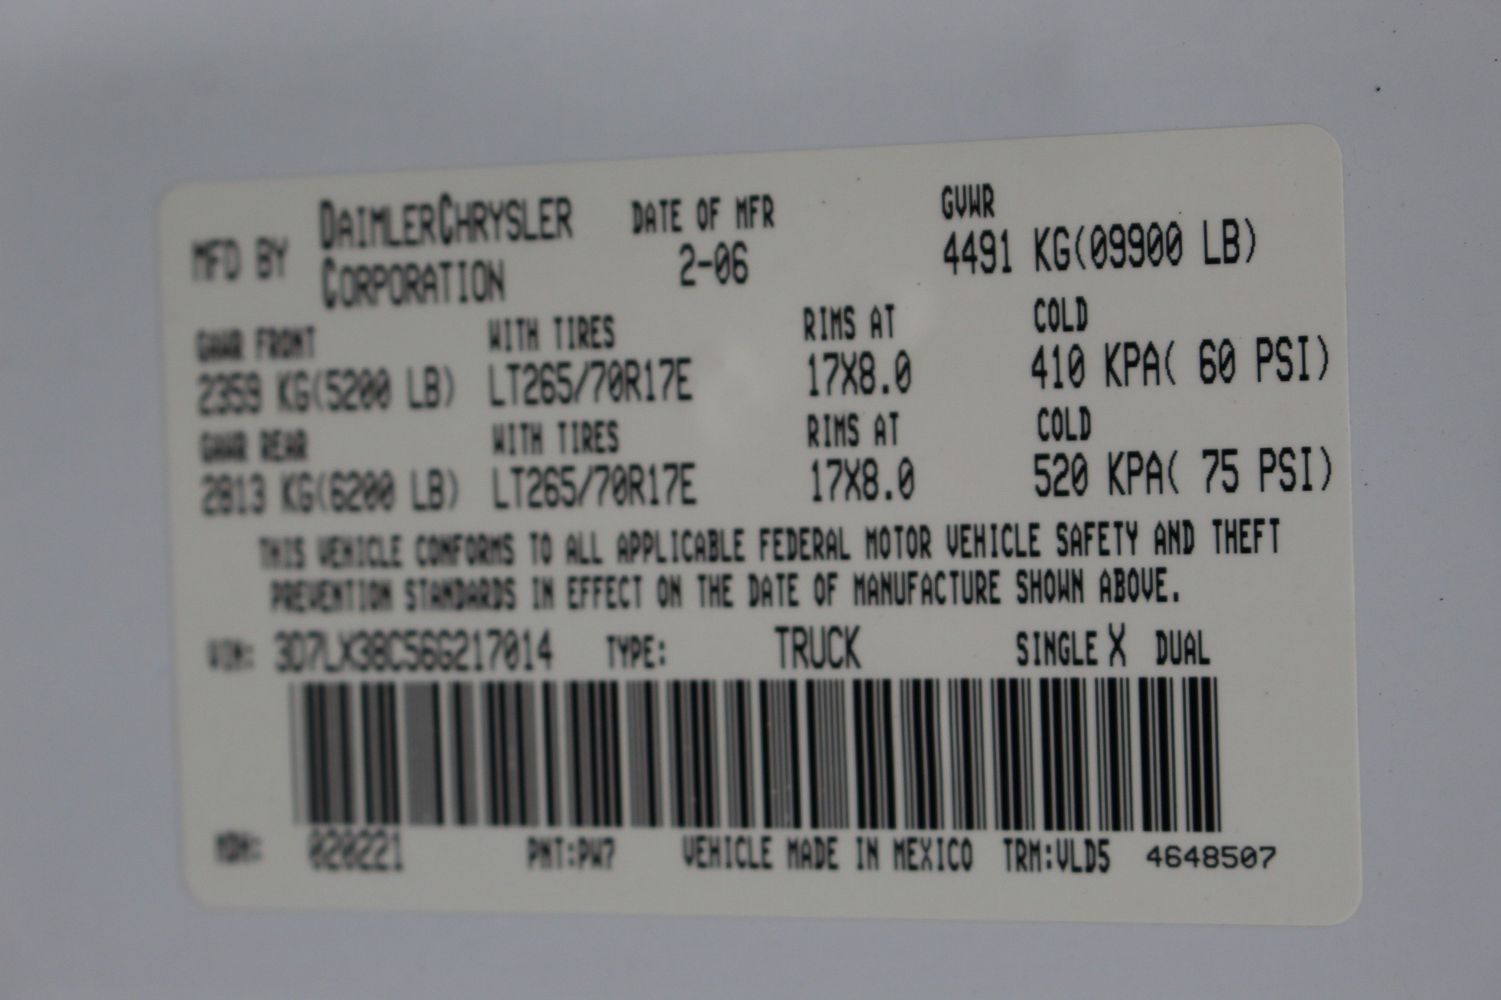 MFD BY DAIMLERCHRYSLER CORPORATION DATE OF MFR 2-06 GVWR 4491 KG(09900 LB)
GAWR FRONT WITH TIRES RIMS AT COLD
2359 KG(5200 LB) LT265/70R17E 17X8.0 410 KPA( 60 PSI)
GAWR REAR WITH TIRES RIMS AT COLD
2813 KG(6200 LB) LT265/70R17E 17X8.0 520 KPA( 75 PSI)
THIS VEHICLE CONFORMS TO ALL APPLICABLE FEDERAL MOTOR VEHICLE SAFETY AND THEFT
PREVENTION STANDARDS IN EFFECT ON THE DATE OF MANUFACTURE SHOWN ABOVE.
VIN: 3D7LX38C56G217014 TYPE: TRUCK SINGLE X DUAL
MDH: 020221 PNT:PW7 VEHICLE MADE IN MEXICO TRM:VLD5 4648507